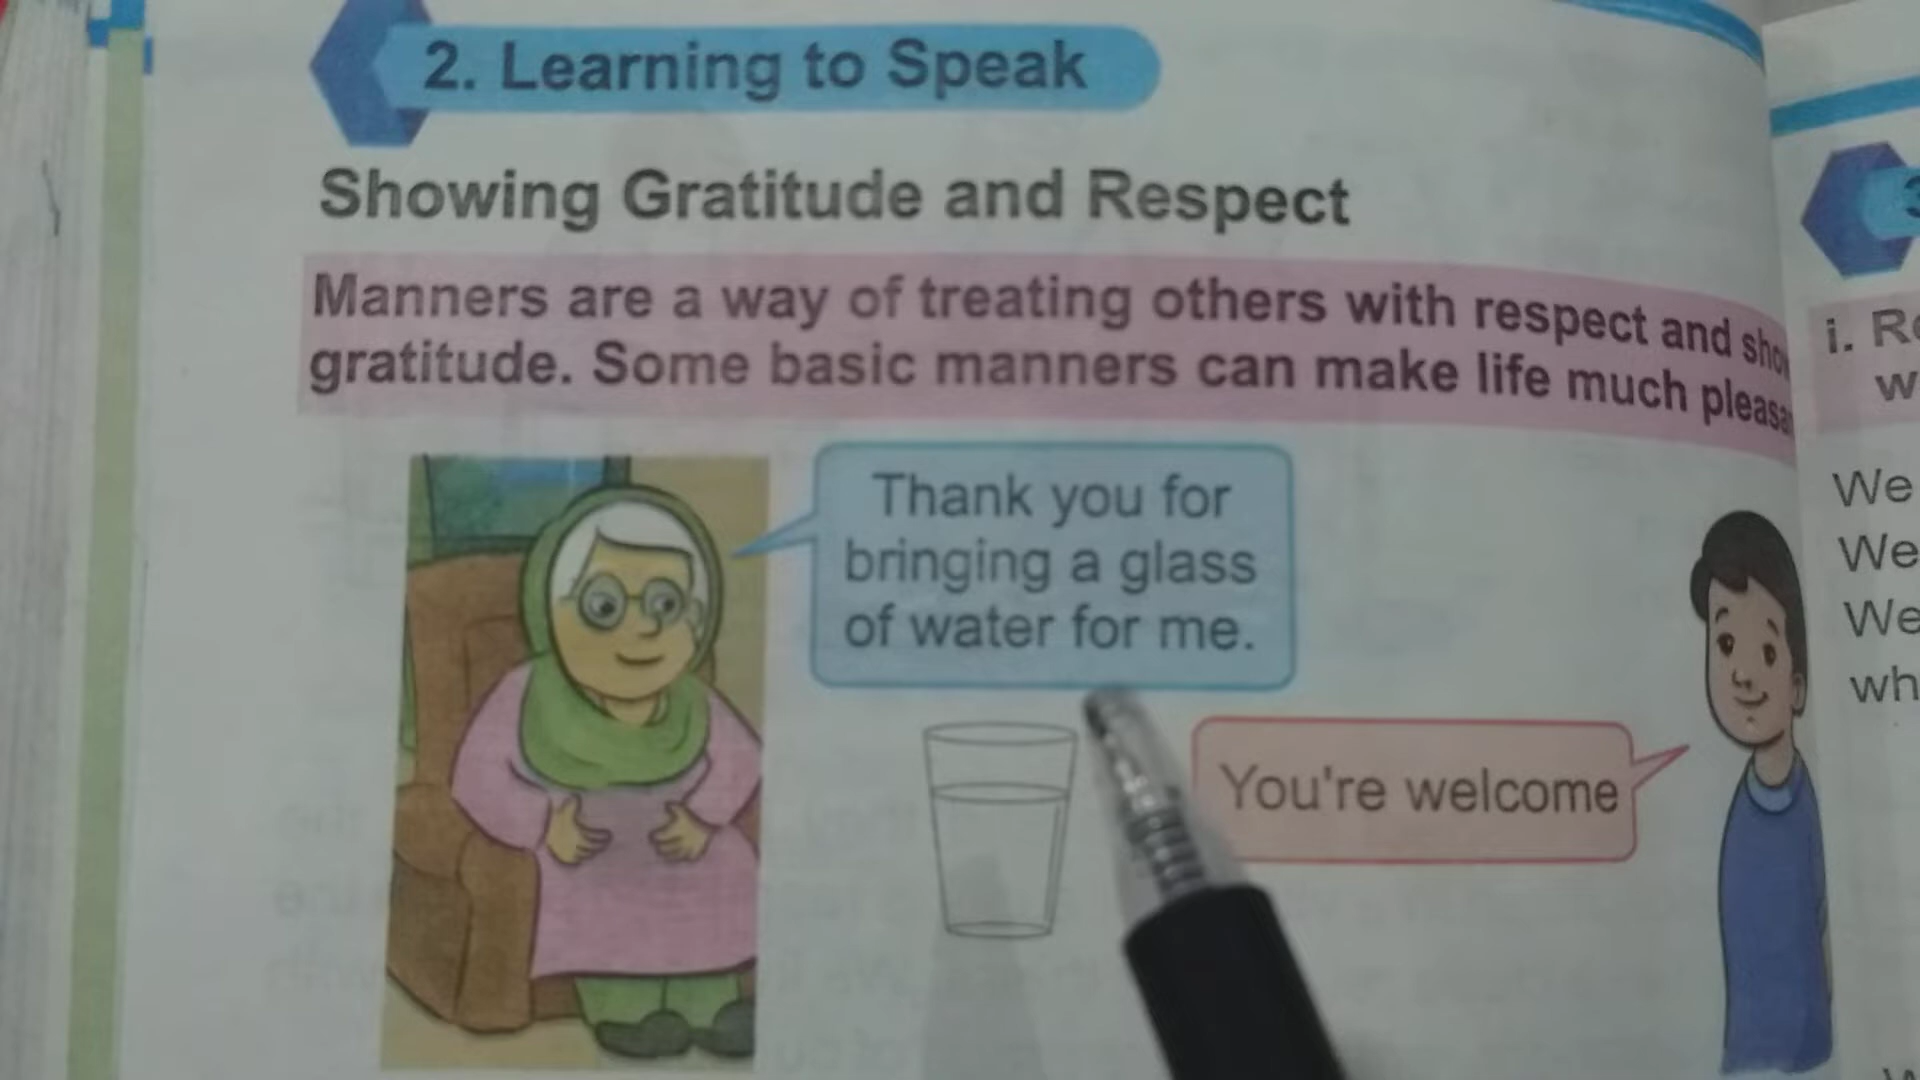 2. Learning to Speak
Showing Gratitude and Respect
Manners are a way of treating others with respect and
gratitude. Some basic manners can make life much
Thank you for
bringing a glass
of water for me.
You're welcome
i.
We
We
We